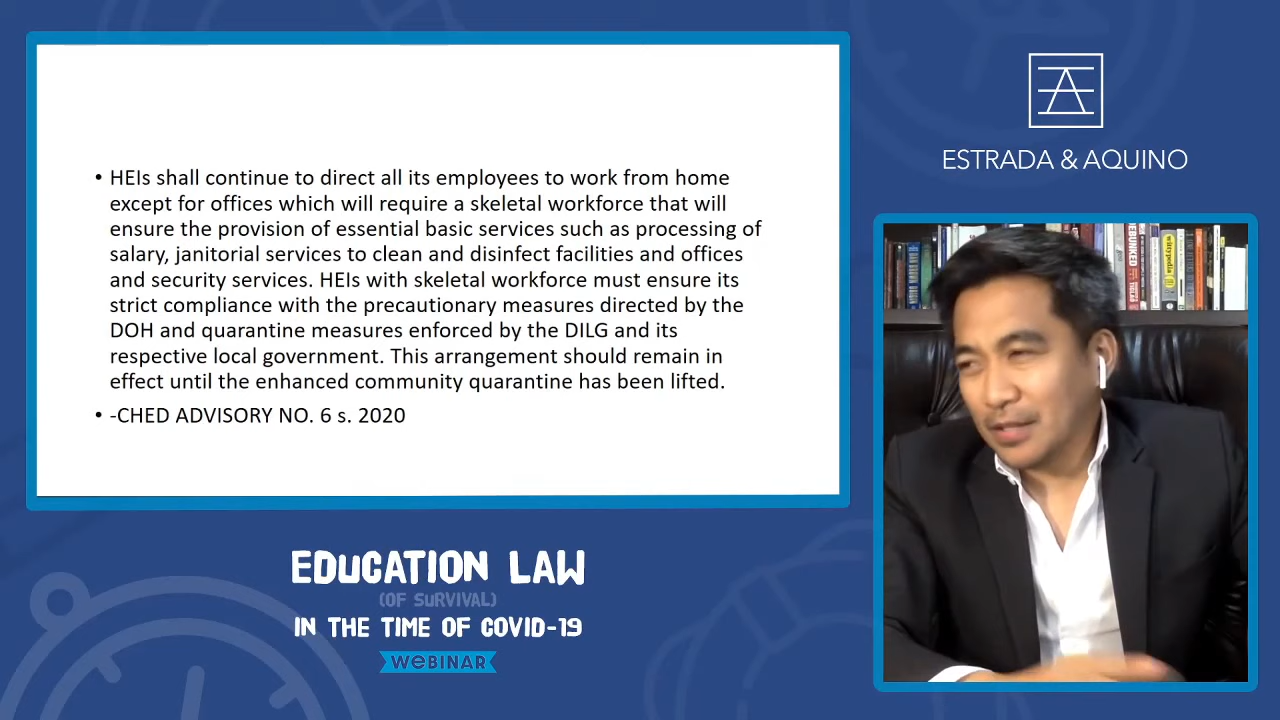 • HEIs shall continue to direct all its employees to work from home
except for offices which will require a skeletal workforce that will
ensure the provision of essential basic services such as processing of
salary, janitorial services to clean and disinfect facilities and offices
and security services. HEIs with skeletal workforce must ensure its
strict compliance with the precautionary measures directed by the
DOH and quarantine measures enforced by the DILG and its
respective local government. This arrangement should remain in
effect until the enhanced community quarantine has been lifted.
• -CHED ADVISORY NO. 6 s. 2020
ESTRADA & AQUINO
DEBUNKED
wikipedia
EDUCATION LAW
(OF SURVIVAL)
IN THE TIME OF COVID-19
WEBINAR